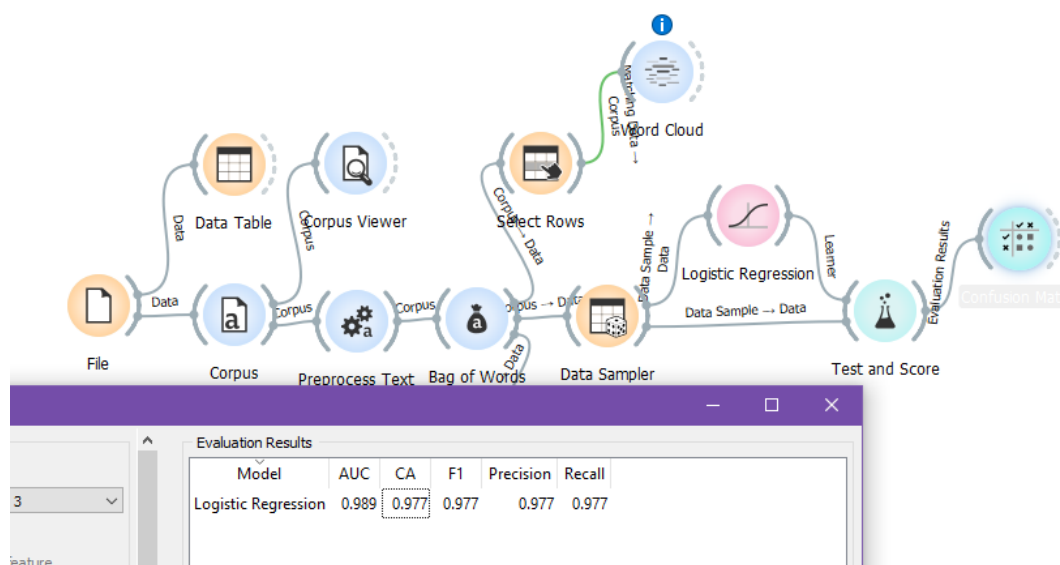 Word Cloud
Matching Data →
Corpus
Data Table
Corpus Viewer
Select Rows
Data
Corpus
Corpus → Data
Data Sample →
Data
Logistic Regression
Learner
Evaluation Results
Confusion Mat
Data
Corpus
Corpus
Corpus → Data
Data Sample → Data
File
Corpus
Preprocess Text
Bag of Words
Data
Data Sampler
Test and Score
Evaluation Results
Model AUC CA F1 Precision Recall
Logistic Regression 0.989 0.977 0.977 0.977 0.977
3